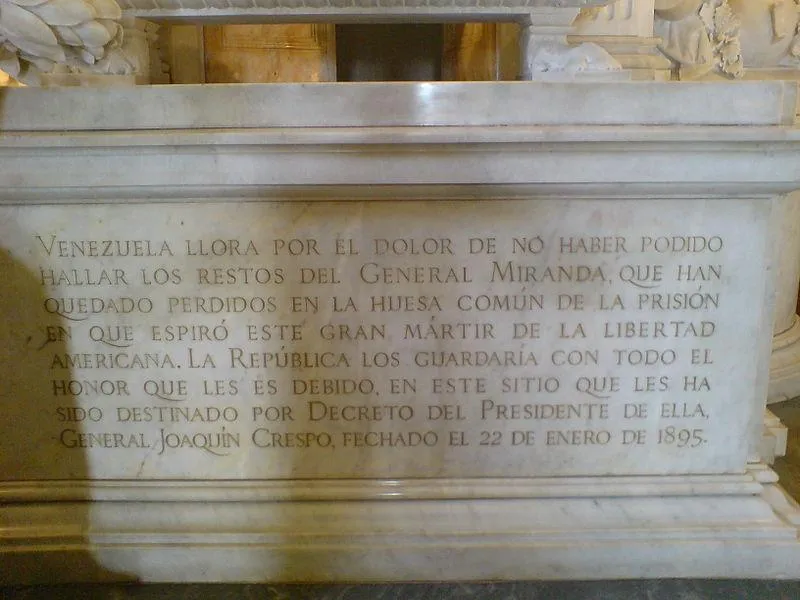 Venezuela llora por el dolor de no haber podido
hallar los restos del General Miranda, que han
quedado perdidos en la huesa común de la prisión
en que espiró este gran mártir de la libertad
americana. La República los guardaría con todo el
honor que les es debido, en este sitio que les ha
sido destinado por Decreto del Presidente de ella,
General Joaquín Crespo, fechado el 22 de enero de 1895.